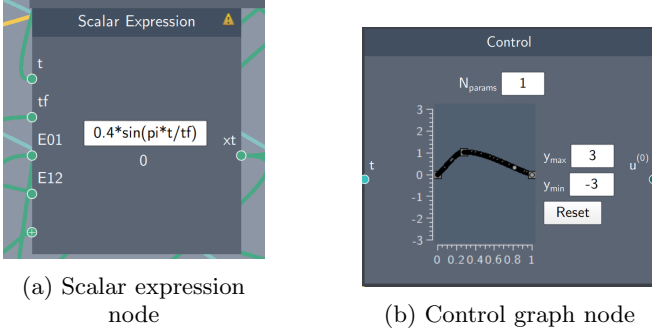 Scalar Expression
t
tf
E01
0.4*sin(pi*t/tf)
xt
0
E12
(a) Scalar expression
node
Control
N_params 1
3
2
1
0
-1
-2
-3
0 0.2 0.4 0.6 0.8 1
t
y_max 3
y_min -3
u^(0)
Reset
(b) Control graph node